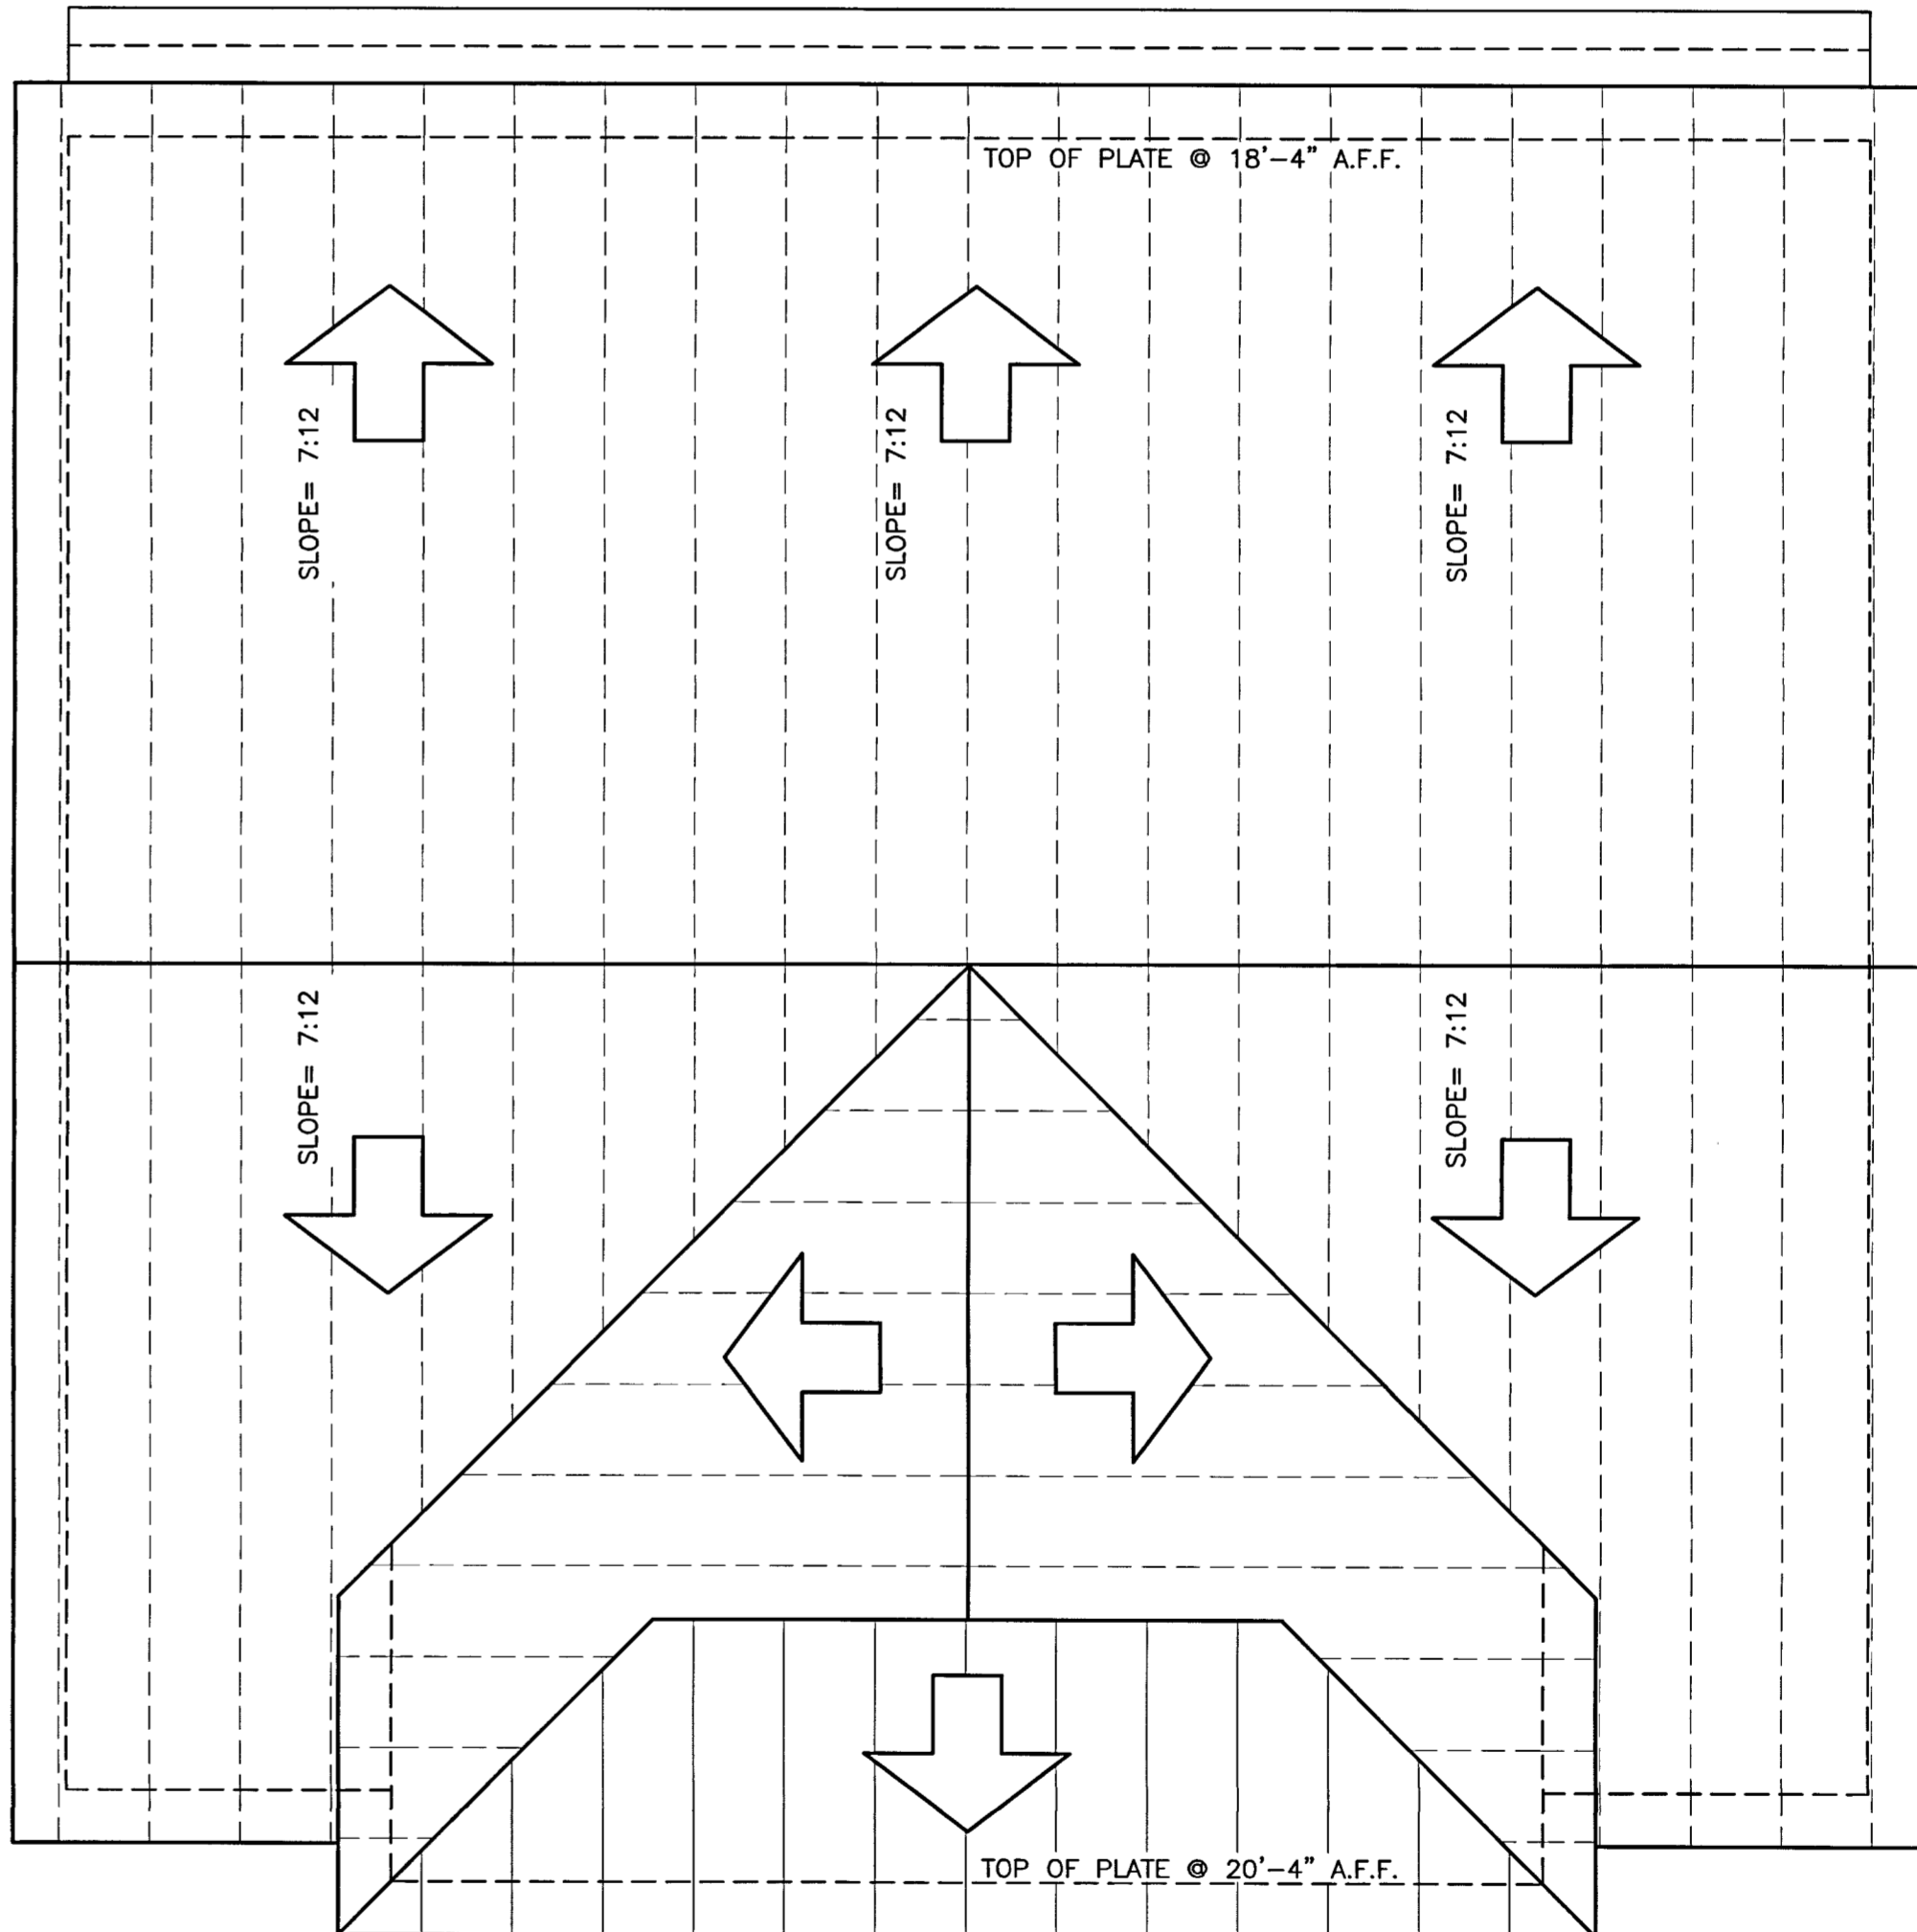 TOP OF PLATE @ 18'-4" A.F.F.
SLOPE= 7:12
SLOPE= 7:12
SLOPE= 7:12
SLOPE= 7:12
SLOPE= 7:12
TOP OF PLATE @ 20'-4" A.F.F.